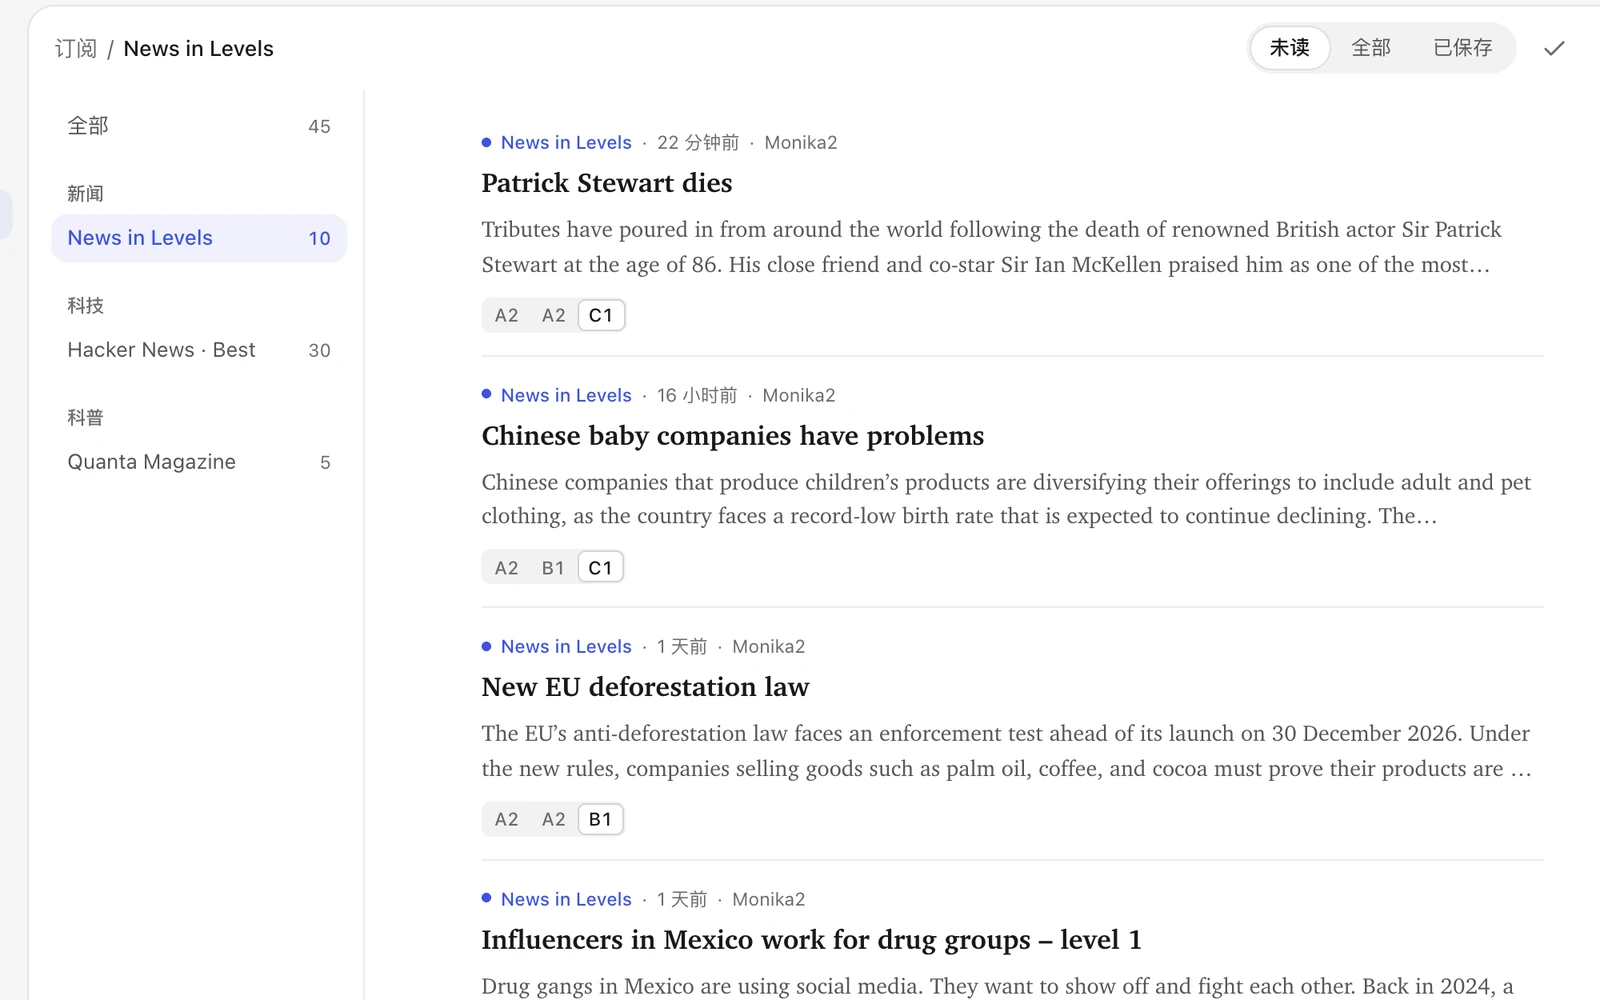 订阅 / News in Levels
未读 全部 已保存
全部 45
新闻
News in Levels 10
科技
Hacker News · Best 30
科普
Quanta Magazine 5
News in Levels · 22 分钟前 · Monika2
Patrick Stewart dies
Tributes have poured in from around the world following the death of renowned British actor Sir Patrick
Stewart at the age of 86. His close friend and co-star Sir Ian McKellen praised him as one of the most…
A2 A2 C1
News in Levels · 16 小时前 · Monika2
Chinese baby companies have problems
Chinese companies that produce children’s products are diversifying their offerings to include adult and pet
clothing, as the country faces a record-low birth rate that is expected to continue declining. The…
A2 B1 C1
News in Levels · 1 天前 · Monika2
New EU deforestation law
The EU’s anti-deforestation law faces an enforcement test ahead of its launch on 30 December 2026. Under
the new rules, companies selling goods such as palm oil, coffee, and cocoa must prove their products are …
A2 A2 B1
News in Levels · 1 天前 · Monika2
Influencers in Mexico work for drug groups – level 1
Drug gangs in Mexico are using social media. They want to show off and fight each other. Back in 2024, a